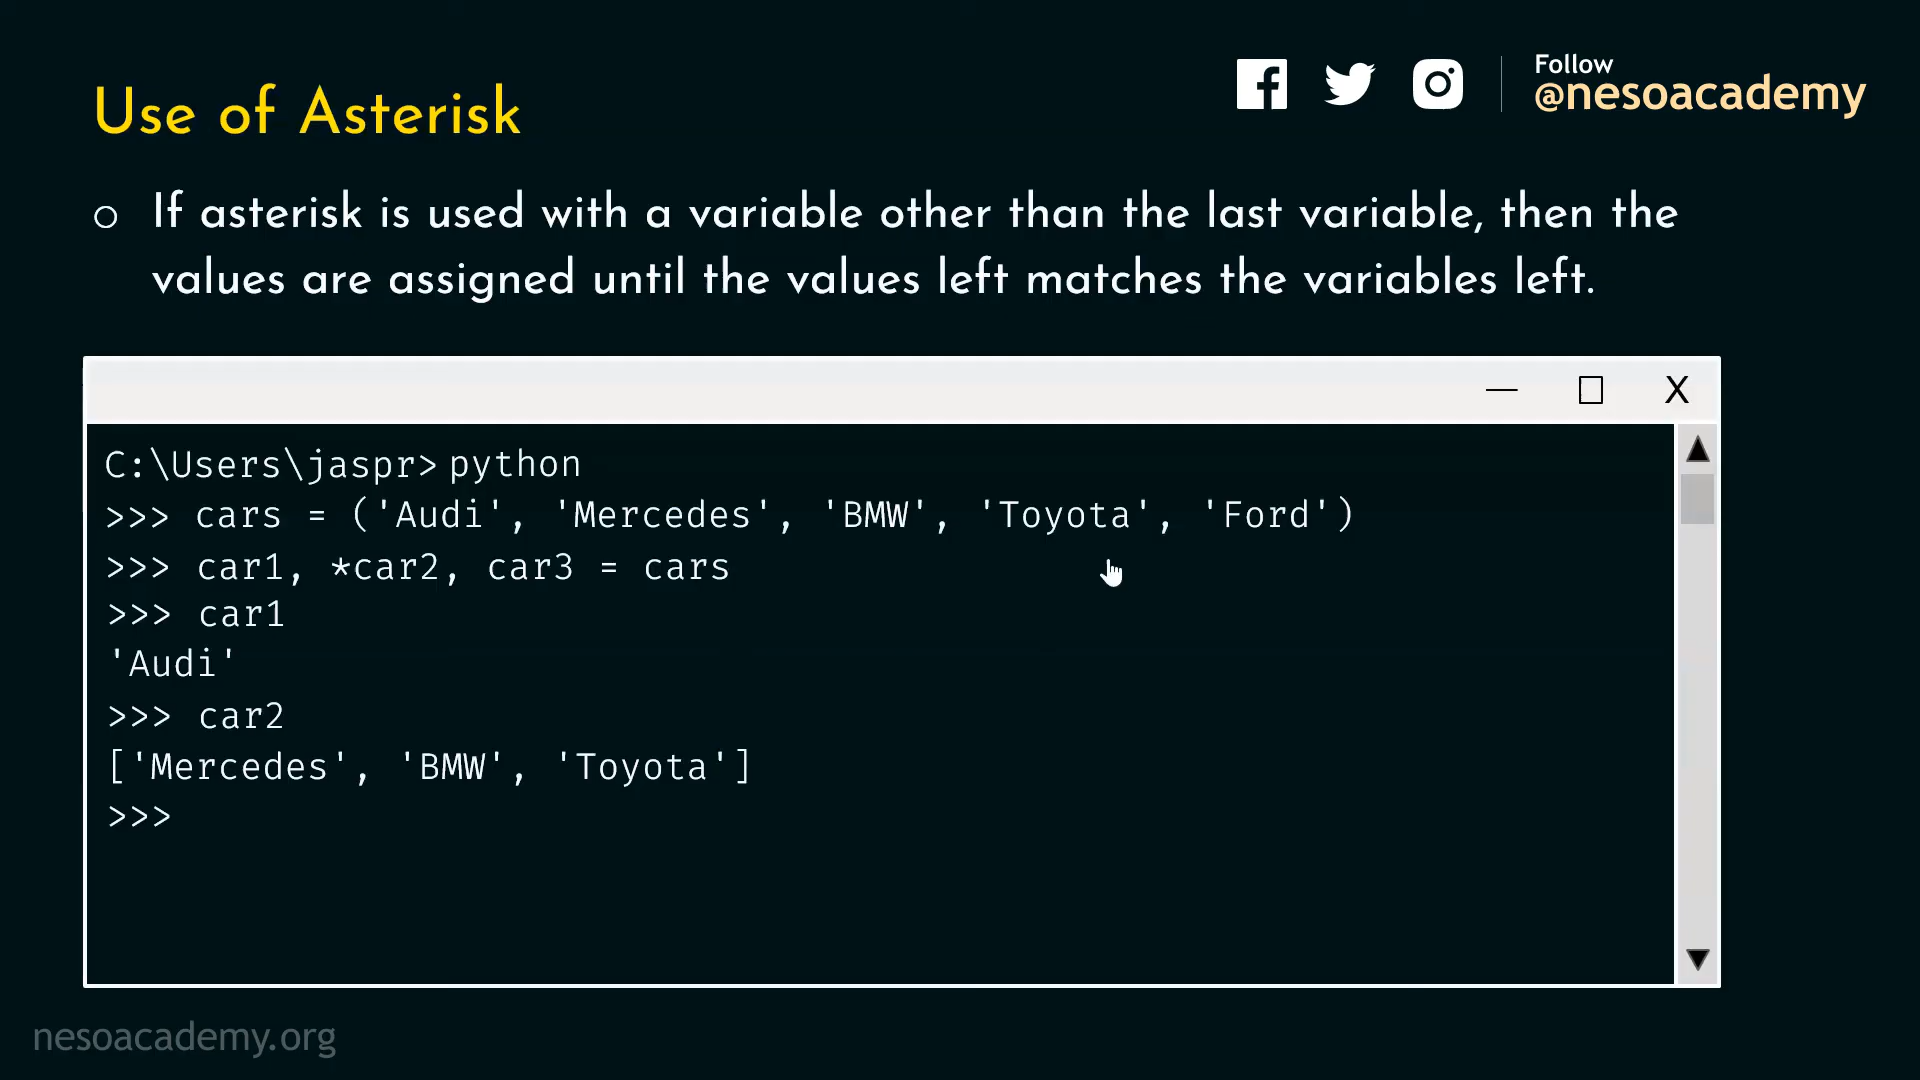 Use of Asterisk
Follow
@nesoacademy
If asterisk is used with a variable other than the last variable, then the
values are assigned until the values left matches the variables left.
C:\Users\jaspr> python
>>> cars = ('Audi', 'Mercedes', 'BMW', 'Toyota', 'Ford')
>>> car1, *car2, car3 = cars
>>> car1
'Audi'
>>> car2
['Mercedes', 'BMW', 'Toyota']
>>>
nesoacademy.org